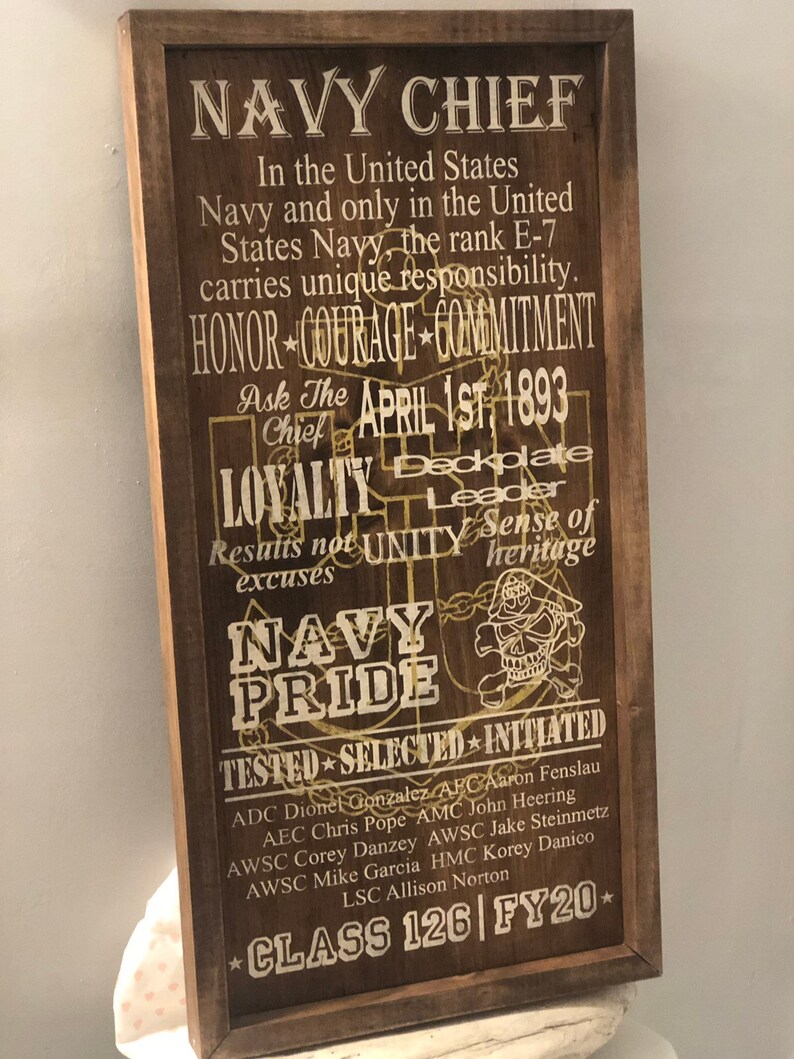 NAVY CHIEF
In the United States
Navy and only in the United
States Navy, the rank E-7
carries unique responsibility.
HONOR★COURAGE★COMMITMENT
Ask The
Chief
APRIL 1ST, 1893
LOYALTY
Deckplate
Leader
Results not
excuses
UNITY
Sense of
heritage
USN
NAVY
PRIDE
TESTED★SELECTED★INITIATED
ADC Dionel Gonzalez AEC Aaron Fenslau
AEC Chris Pope AMC John Heering
AWSC Corey Danzey AWSC Jake Steinmetz
AWSC Mike Garcia HMC Korey Danico
LSC Allison Norton
★CLASS 126|FY20★